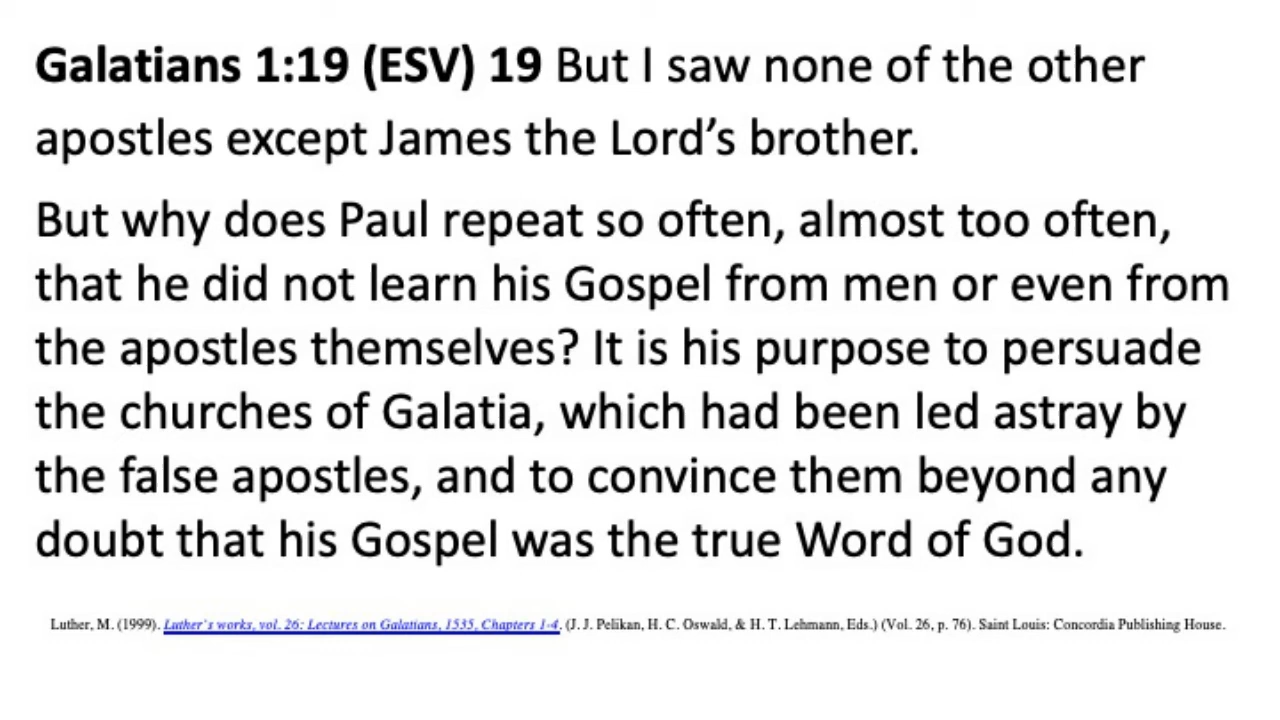 Galatians 1:19 (ESV) 19 But I saw none of the other
apostles except James the Lord’s brother.
But why does Paul repeat so often, almost too often,
that he did not learn his Gospel from men or even from
the apostles themselves? It is his purpose to persuade
the churches of Galatia, which had been led astray by
the false apostles, and to convince them beyond any
doubt that his Gospel was the true Word of God.
Luther, M. (1999). Luther’s works, vol. 26: Lectures on Galatians, 1535, Chapters 1-4. (J. J. Pelikan, H. C. Oswald, & H. T. Lehmann, Eds.) (Vol. 26, p. 76). Saint Louis: Concordia Publishing House.